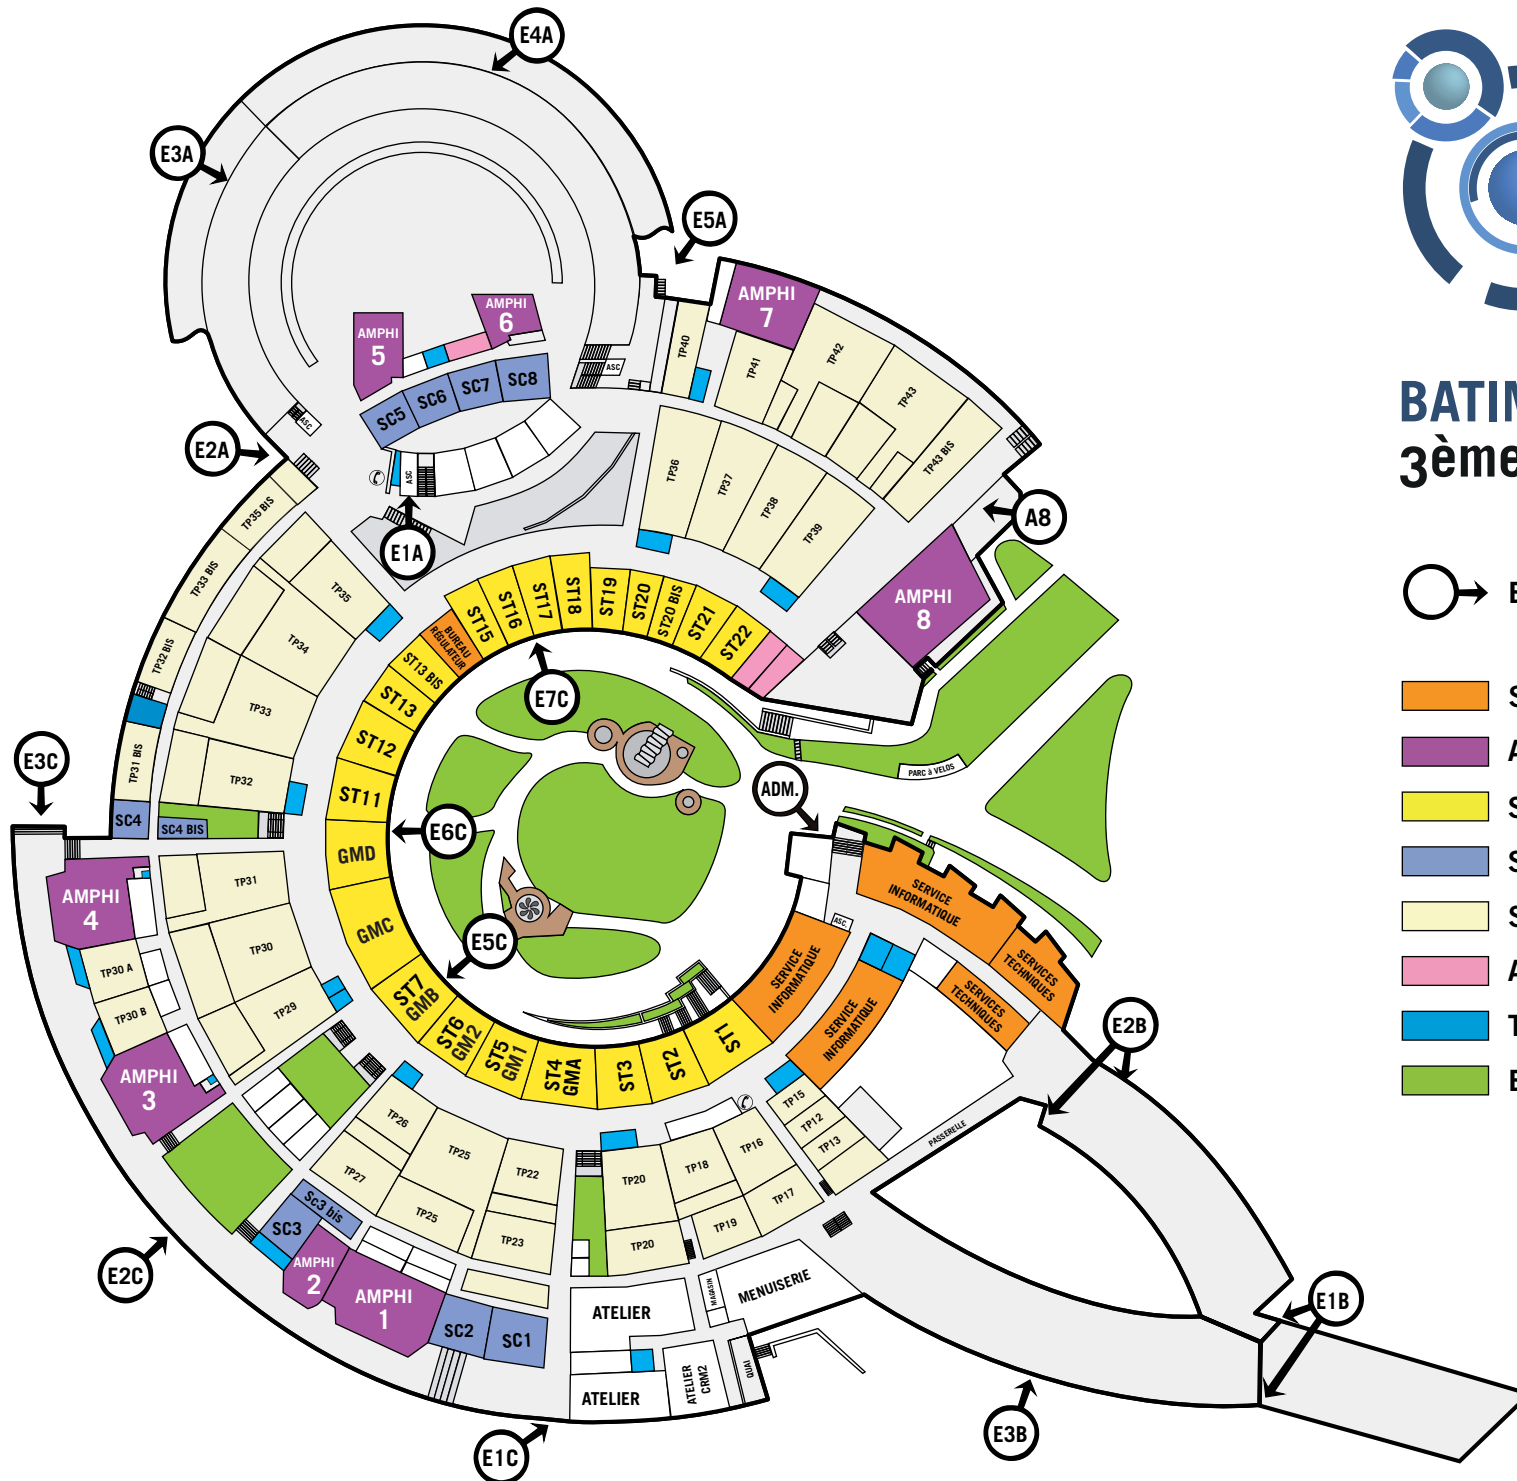 E4A
E3A
E5A
AMPHI
7
AMPHI
6
AMPHI
5
TP40
TP41
TP42
TP43
TP43 BIS
ASC
SC5
SC6
SC7
SC8
ASC
E2A
ASC
E1A
TP36
TP37
TP38
TP39
A8
AMPHI
8
BATIM
3ème
E
S
A
S
S
S
A
T
E
TP35 BIS
TP33 BIS
TP32 BIS
TP31 BIS
TP35
TP34
TP33
TP32
E3C
SC4
SC4 BIS
ST15
ST16
ST17
ST18
ST19
ST20
ST20 BIS
ST21
ST22
BUREAU
RÉGULATEUR
ST13 BIS
ST13
ST12
ST11
GMD
GMC
ST7
GMB
ST6
GM2
ST5
GM1
ST4
GMA
ST3
ST2
ST1
E7C
E6C
E5C
ADM.
PARC à VELOS
SERVICE
INFORMATIQUE
SERVICES
TECHNIQUES
ASC.
SERVICE
INFORMATIQUE
SERVICE
INFORMATIQUE
SERVICES
TECHNIQUES
E2B
AMPHI
4
TP31
TP30
TP29
TP30 A
TP30 B
AMPHI
3
TP26
TP27
TP25
TP25
TP22
TP23
TP20
TP20
TP18
TP19
TP16
TP17
TP15
TP12
TP13
PASSERELLE
SC3
Sc3 bis
AMPHI
2
AMPHI
1
SC2
SC1
E2C
E1C
ATELIER
ATELIER
MAGASIN
MENUISERIE
ATELIER
CRM2
QUAI
E3B
E1B